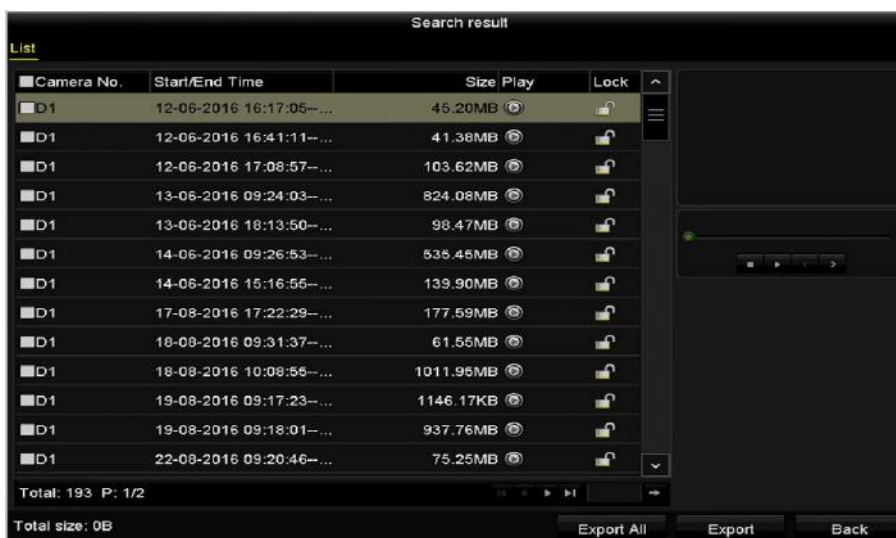 Search result
List
Camera No. Start/End Time Size Play Lock
D1 12-06-2016 16:17:05--... 45.20MB
D1 12-06-2016 16:41:11--... 41.38MB
D1 12-06-2016 17:08:57--... 103.62MB
D1 13-06-2016 09:24:03--... 824.08MB
D1 13-06-2016 18:13:50--... 98.47MB
D1 14-06-2016 09:26:53--... 535.45MB
D1 14-06-2016 15:16:55--... 139.90MB
D1 17-08-2016 17:22:29--... 177.59MB
D1 18-08-2016 09:31:37--... 61.55MB
D1 18-08-2016 10:08:55--... 1011.95MB
D1 19-08-2016 09:17:23--... 1146.17KB
D1 19-08-2016 09:18:01--... 937.76MB
D1 22-08-2016 09:20:46--... 75.25MB
Total: 193 P: 1/2
Total size: 0B Export All Export Back